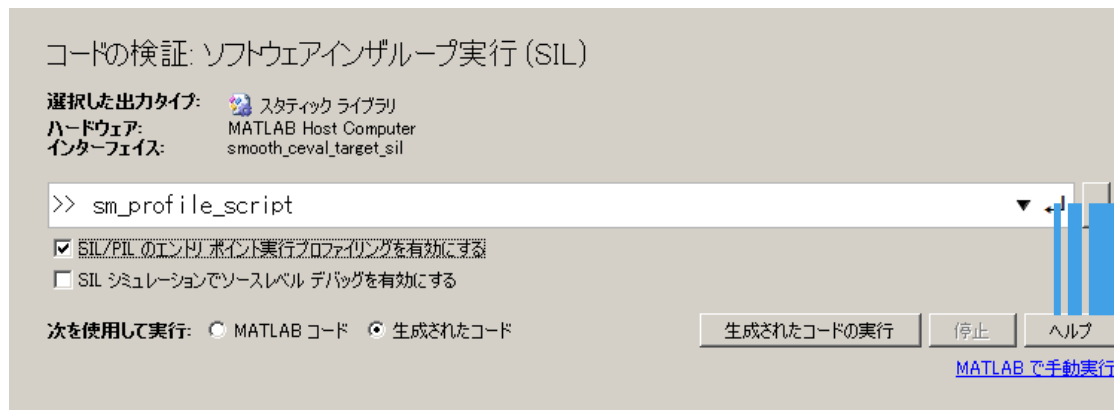 コードの検証: ソフトウェアインザループ実行 (SIL)
選択した出力タイプ: スタティック ライブラリ
ハードウェア: MATLAB Host Computer
インターフェイス: smooth_ceval_target_sil
>> sm_profile_script
SIL/PIL のエントリ ポイント実行プロファイリングを有効にする
SIL シミュレーションでソースレベル デバッグを有効にする
次を使用して実行: MATLAB コード 生成されたコード 生成されたコードの実行 停止 ヘルプ
MATLAB で手動実行